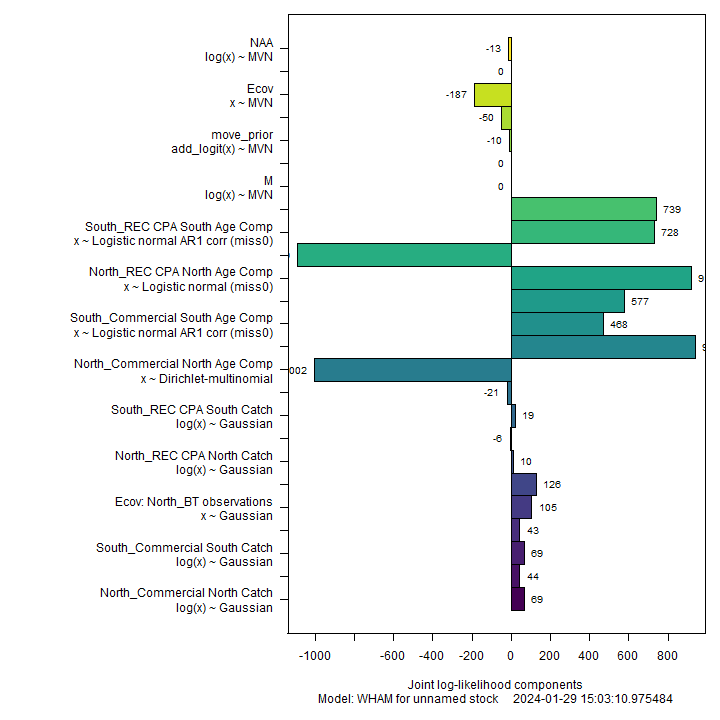 NAA
log(x) ~ MVN
-13
0
Ecov
x ~ MVN
-187
-50
move_prior
add_logit(x) ~ MVN
-10
0
M
log(x) ~ MVN
0
739
South_REC CPA South Age Comp
x ~ Logistic normal AR1 corr (miss0)
728
North_REC CPA North Age Comp
x ~ Logistic normal (miss0)
9
577
South_Commercial South Age Comp
x ~ Logistic normal AR1 corr (miss0)
468
9
North_Commercial North Age Comp
x ~ Dirichlet-multinomial
002
-21
South_REC CPA South Catch
log(x) ~ Gaussian
19
-6
North_REC CPA North Catch
log(x) ~ Gaussian
10
126
Ecov: North_BT observations
x ~ Gaussian
105
43
South_Commercial South Catch
log(x) ~ Gaussian
69
44
North_Commercial North Catch
log(x) ~ Gaussian
69
-1000 -600 -400 -200 0 200 400 600 800
Joint log-likelihood components
Model: WHAM for unnamed stock 2024-01-29 15:03:10.975484